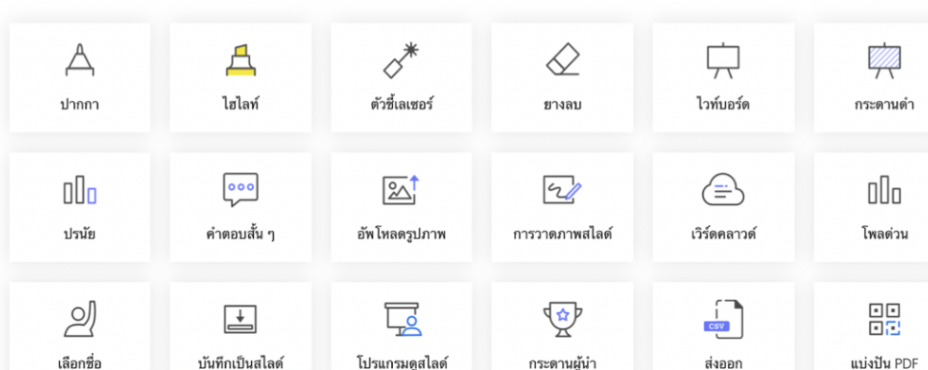 ปากกา
ไฮไลท์
ตัวชี้เลเซอร์
ยางลบ
ไวท์บอร์ด
กระดานดำ
ปรนัย
คำตอบสั้น ๆ
อัพโหลดรูปภาพ
การวาดภาพสไลด์
เวิร์ดคลาวด์
โพลด่วน
เลือกชื่อ
บันทึกเป็นสไลด์
โปรแกรมดูสไลด์
กระดานผู้นำ
CSV
ส่งออก
แบ่งปัน PDF